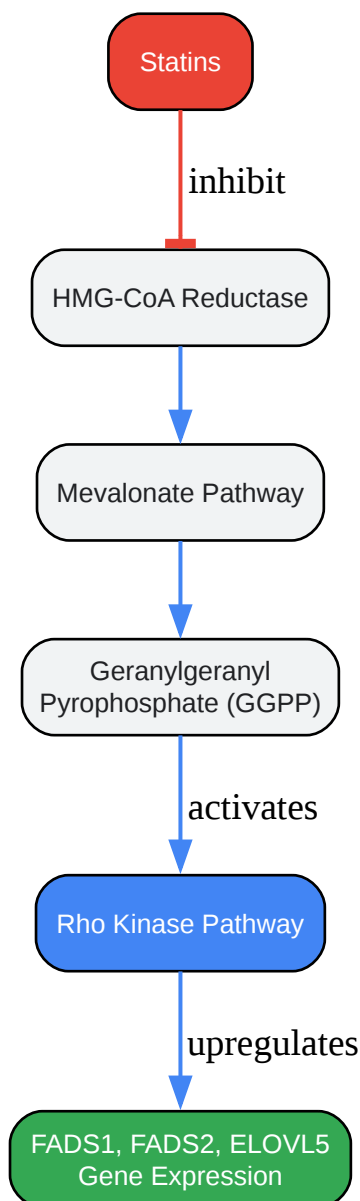 Statins
inhibit
HMG-CoA Reductase
Mevalonate Pathway
Geranylgeranyl
Pyrophosphate (GGPP)
activates
Rho Kinase Pathway
upregulates
FADS1, FADS2, ELOVL5
Gene Expression